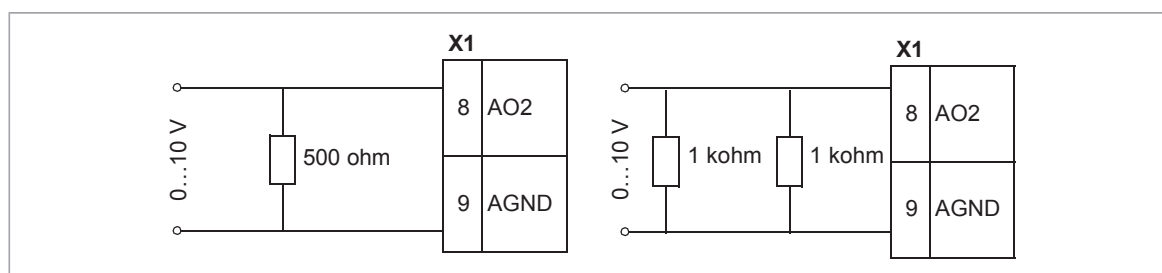 X1
8 AO2
0...10 V
500 ohm
9 AGND
X1
8 AO2
0...10 V
1 kohm 1 kohm
9 AGND